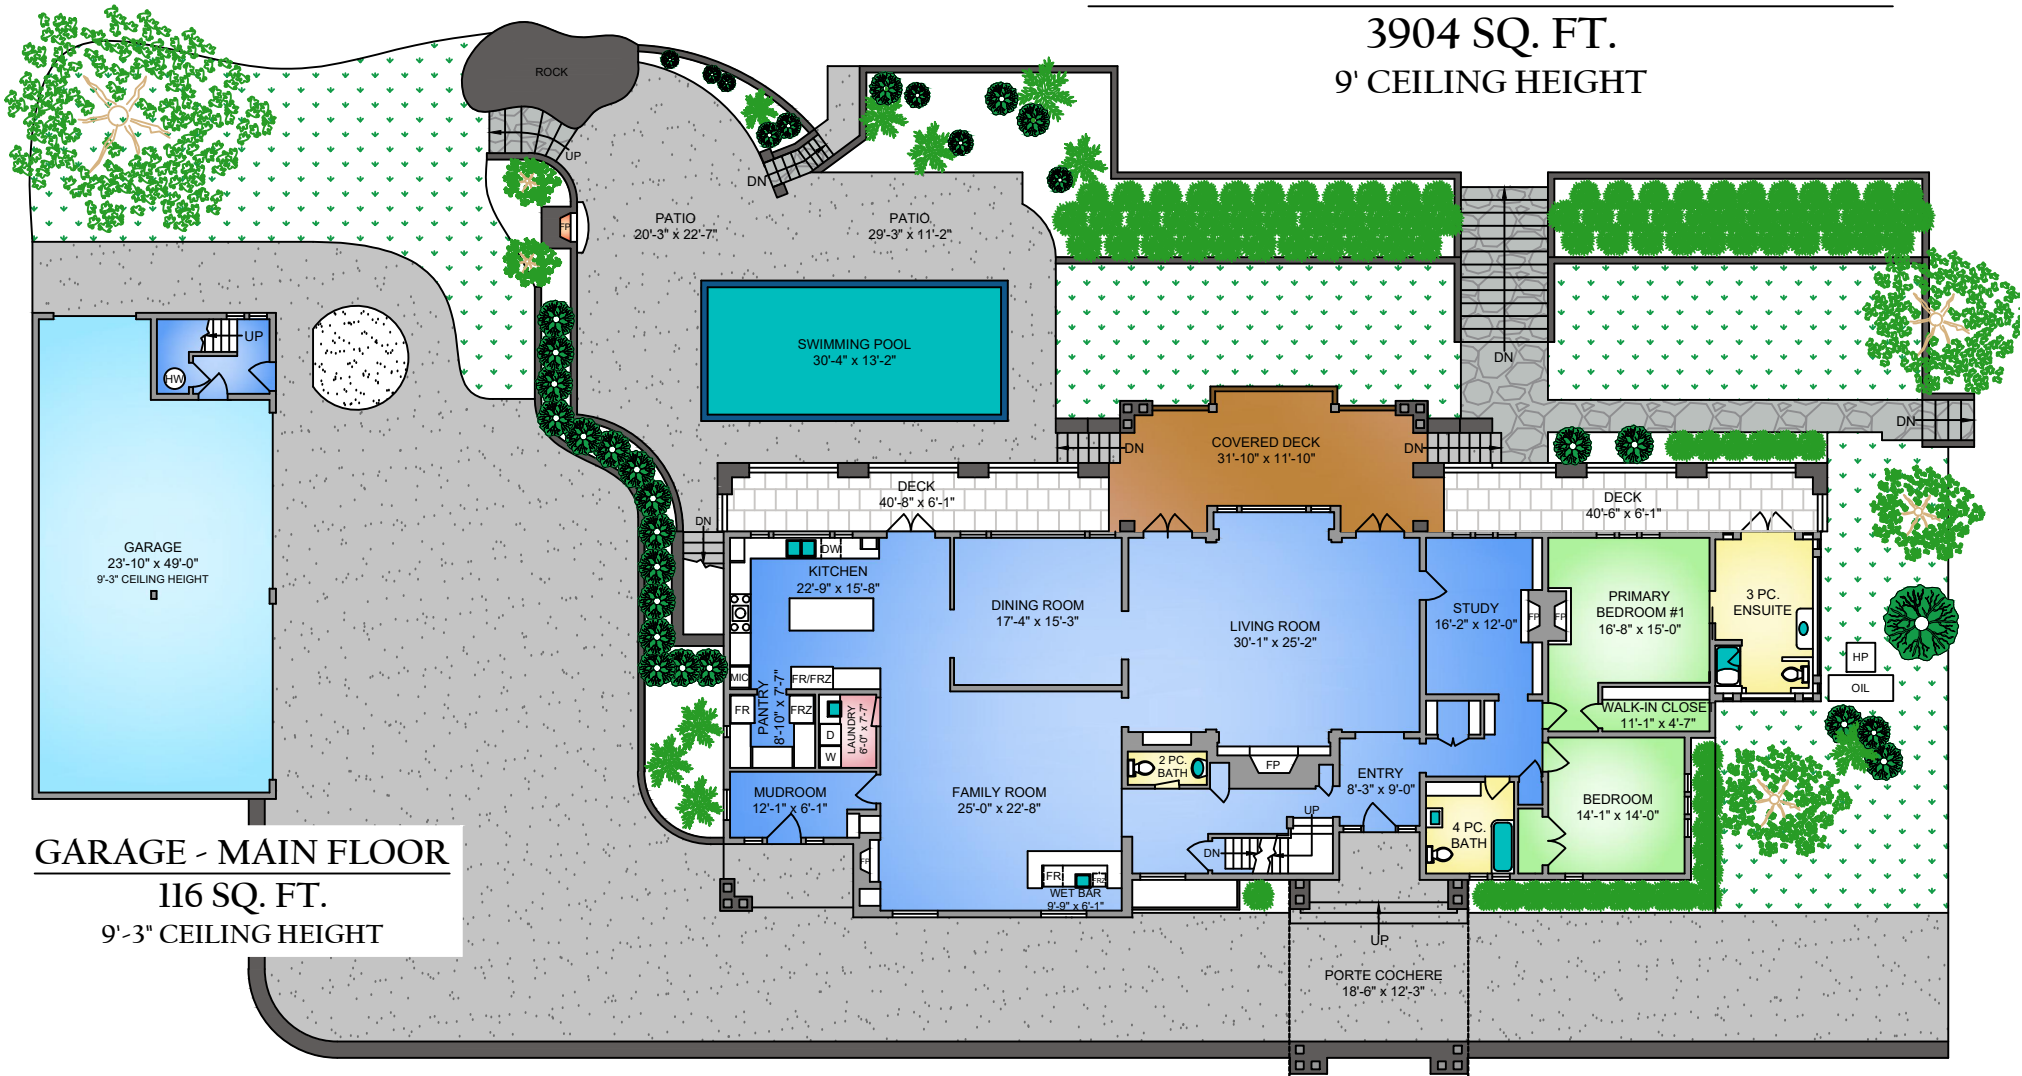 3904 SQ. FT.
9' CEILING HEIGHT
ROCK
UP
DN
PATIO
20'-3" x 22'-7"
PATIO
29'-3" x 11'-2"
FP
SWIMMING POOL
30'-4" x 13'-2"
UP
HW
DN
DN
COVERED DECK
31'-10" x 11'-10"
DN
DN
DECK
40'-8" x 6'-1"
DECK
40'-6" x 6'-1"
DN
GARAGE
23'-10" x 49'-0"
9'-3" CEILING HEIGHT
DW
KITCHEN
22'-9" x 15'-8"
DINING ROOM
17'-4" x 15'-3"
LIVING ROOM
30'-1" x 25'-2"
STUDY
16'-2" x 12'-0"
FP
FP
PRIMARY
BEDROOM #1
16'-8" x 15'-0"
3 PC.
ENSUITE
HP
OIL
MIC
FR/FRZ
FR
PANTRY
8'-10" x 7'-7"
FRZ
D
W
LAUNDRY
6'-0" x 7'-7"
WALK-IN CLOSET
11'-1" x 4'-7"
2 PC.
BATH
FP
ENTRY
8'-3" x 9'-0"
MUDROOM
12'-1" x 6'-1"
FAMILY ROOM
25'-0" x 22'-8"
BEDROOM
14'-1" x 14'-0"
UP
DN
4 PC.
BATH
FP
FR
FRZ
WET BAR
9'-9" x 6'-1"
GARAGE - MAIN FLOOR
116 SQ. FT.
9'-3" CEILING HEIGHT
UP
PORTE COCHERE
18'-6" x 12'-3"